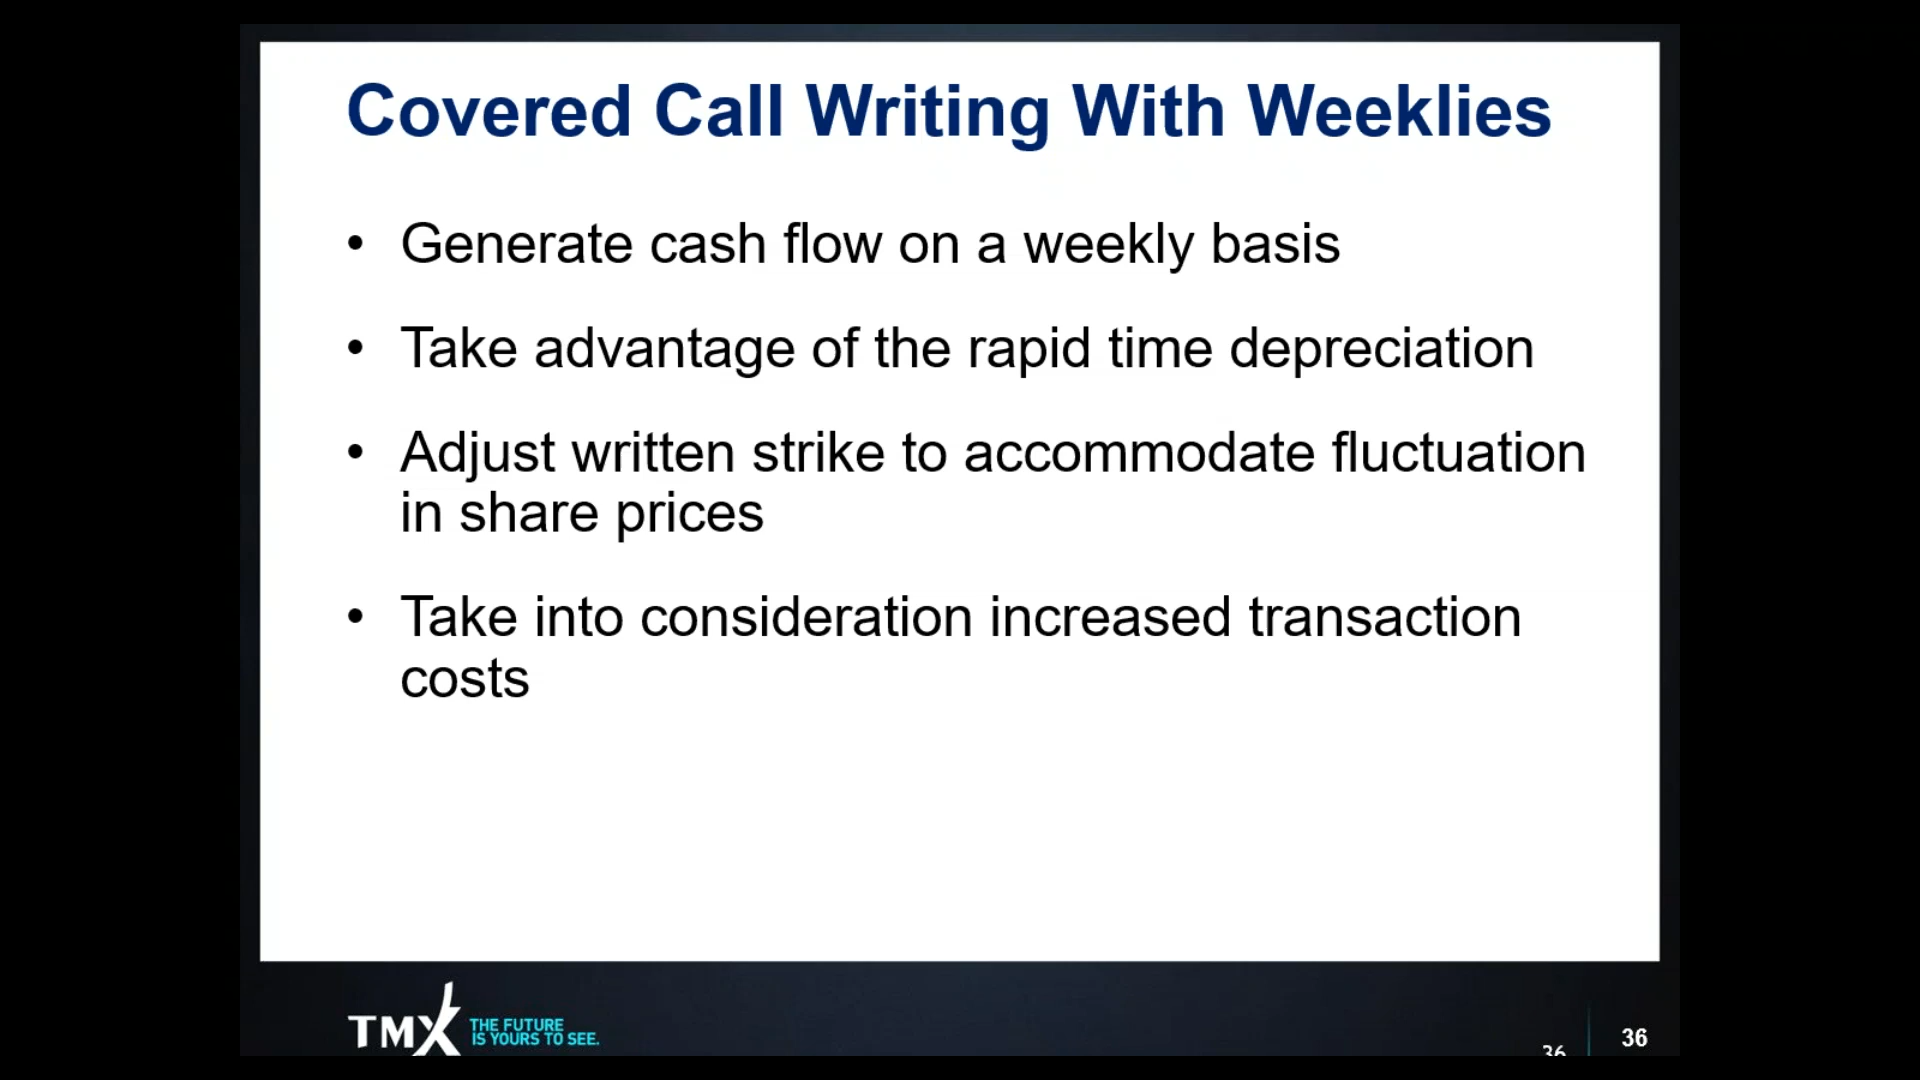 Covered Call Writing With Weeklies
• Generate cash flow on a weekly basis
• Take advantage of the rapid time depreciation
• Adjust written strike to accommodate fluctuation
in share prices
• Take into consideration increased transaction
costs
TMX THE FUTURE
IS YOURS TO SEE.
36
36